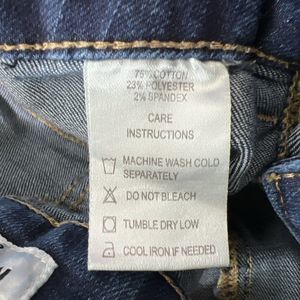 75% COTTON
23% POLYESTER
2% SPANDEX
CARE
INSTRUCTIONS
MACHINE WASH COLD
SEPARATELY
DO NOT BLEACH
TUMBLE DRY LOW
COOL IRON IF NEEDED